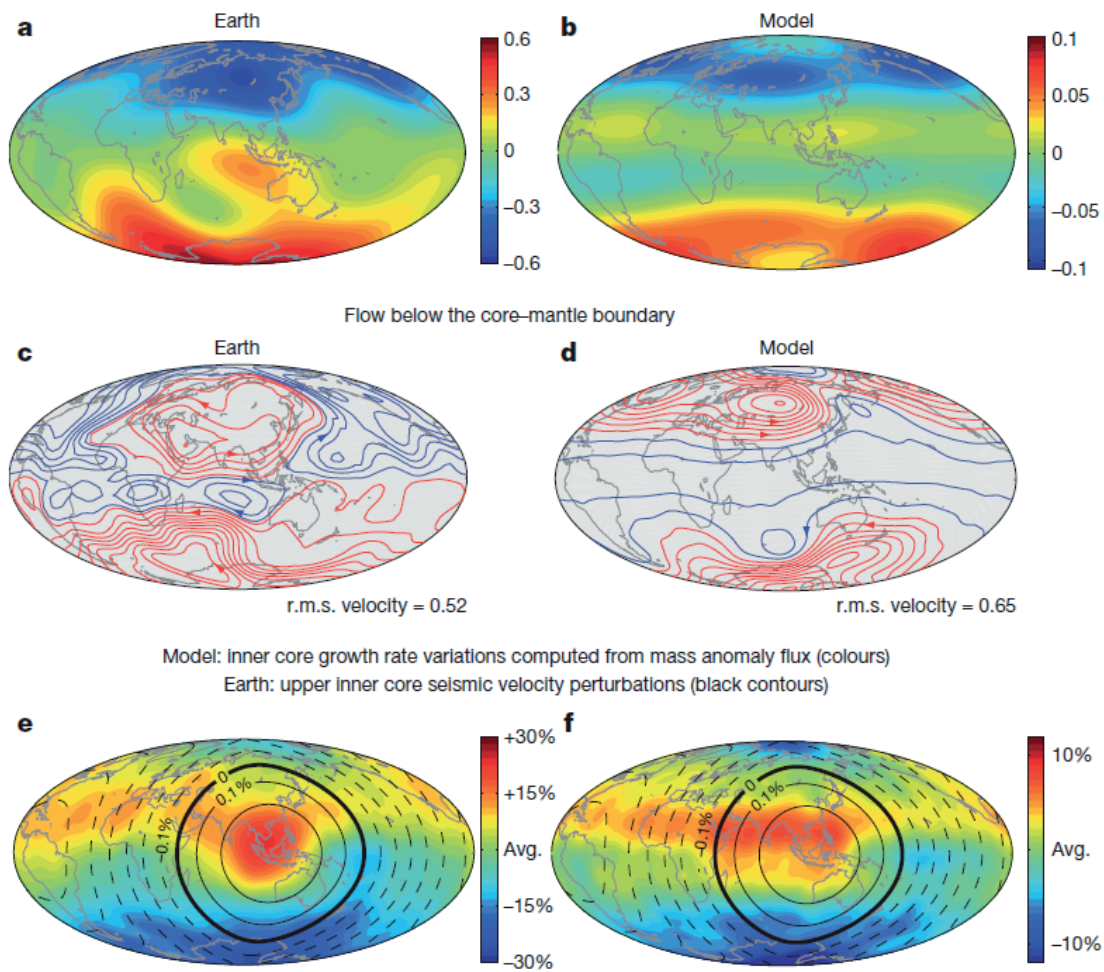 a Earth
b Model
0.6
0.3
0
–0.3
–0.6
0.1
0.05
0
–0.05
–0.1
Flow below the core–mantle boundary
c Earth
d Model
r.m.s. velocity = 0.52
r.m.s. velocity = 0.65
Model: inner core growth rate variations computed from mass anomaly flux (colours)
Earth: upper inner core seismic velocity perturbations (black contours)
e
0
0.1%
–0.1%
+30%
+15%
Avg.
–15%
–30%
f
0
0.1%
–0.1%
10%
Avg.
–10%